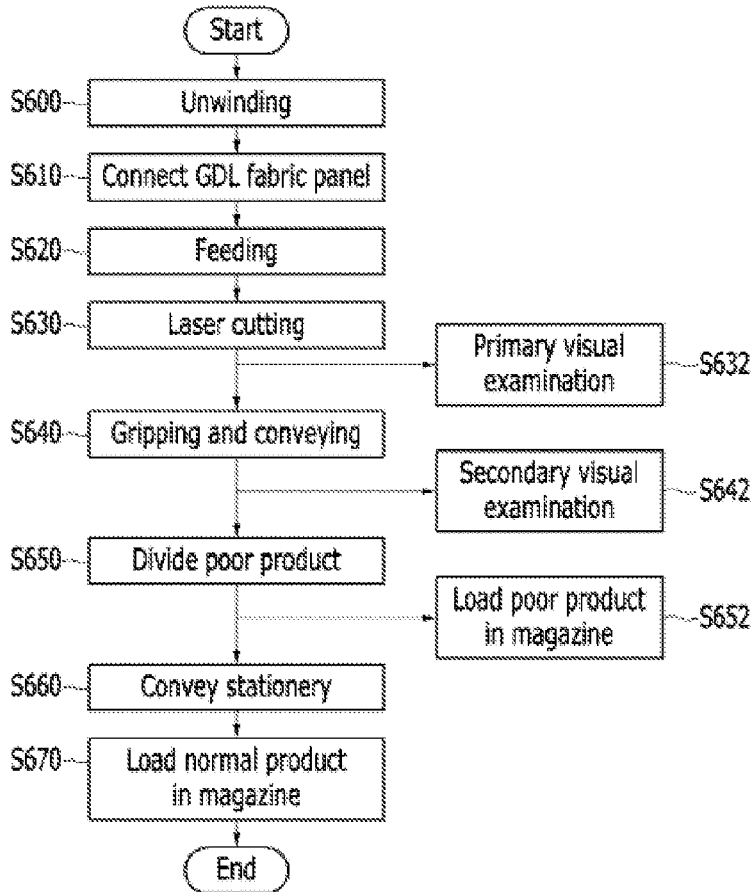 Start
S600
Unwinding
S610
Connect GDL fabric panel
S620
Feeding
S630
Laser cutting
Primary visual
examination
S632
S640
Gripping and conveying
Secondary visual
examination
S642
S650
Divide poor product
Load poor product
in magazine
S652
S660
Convey stationery
S670
Load normal product
in magazine
End